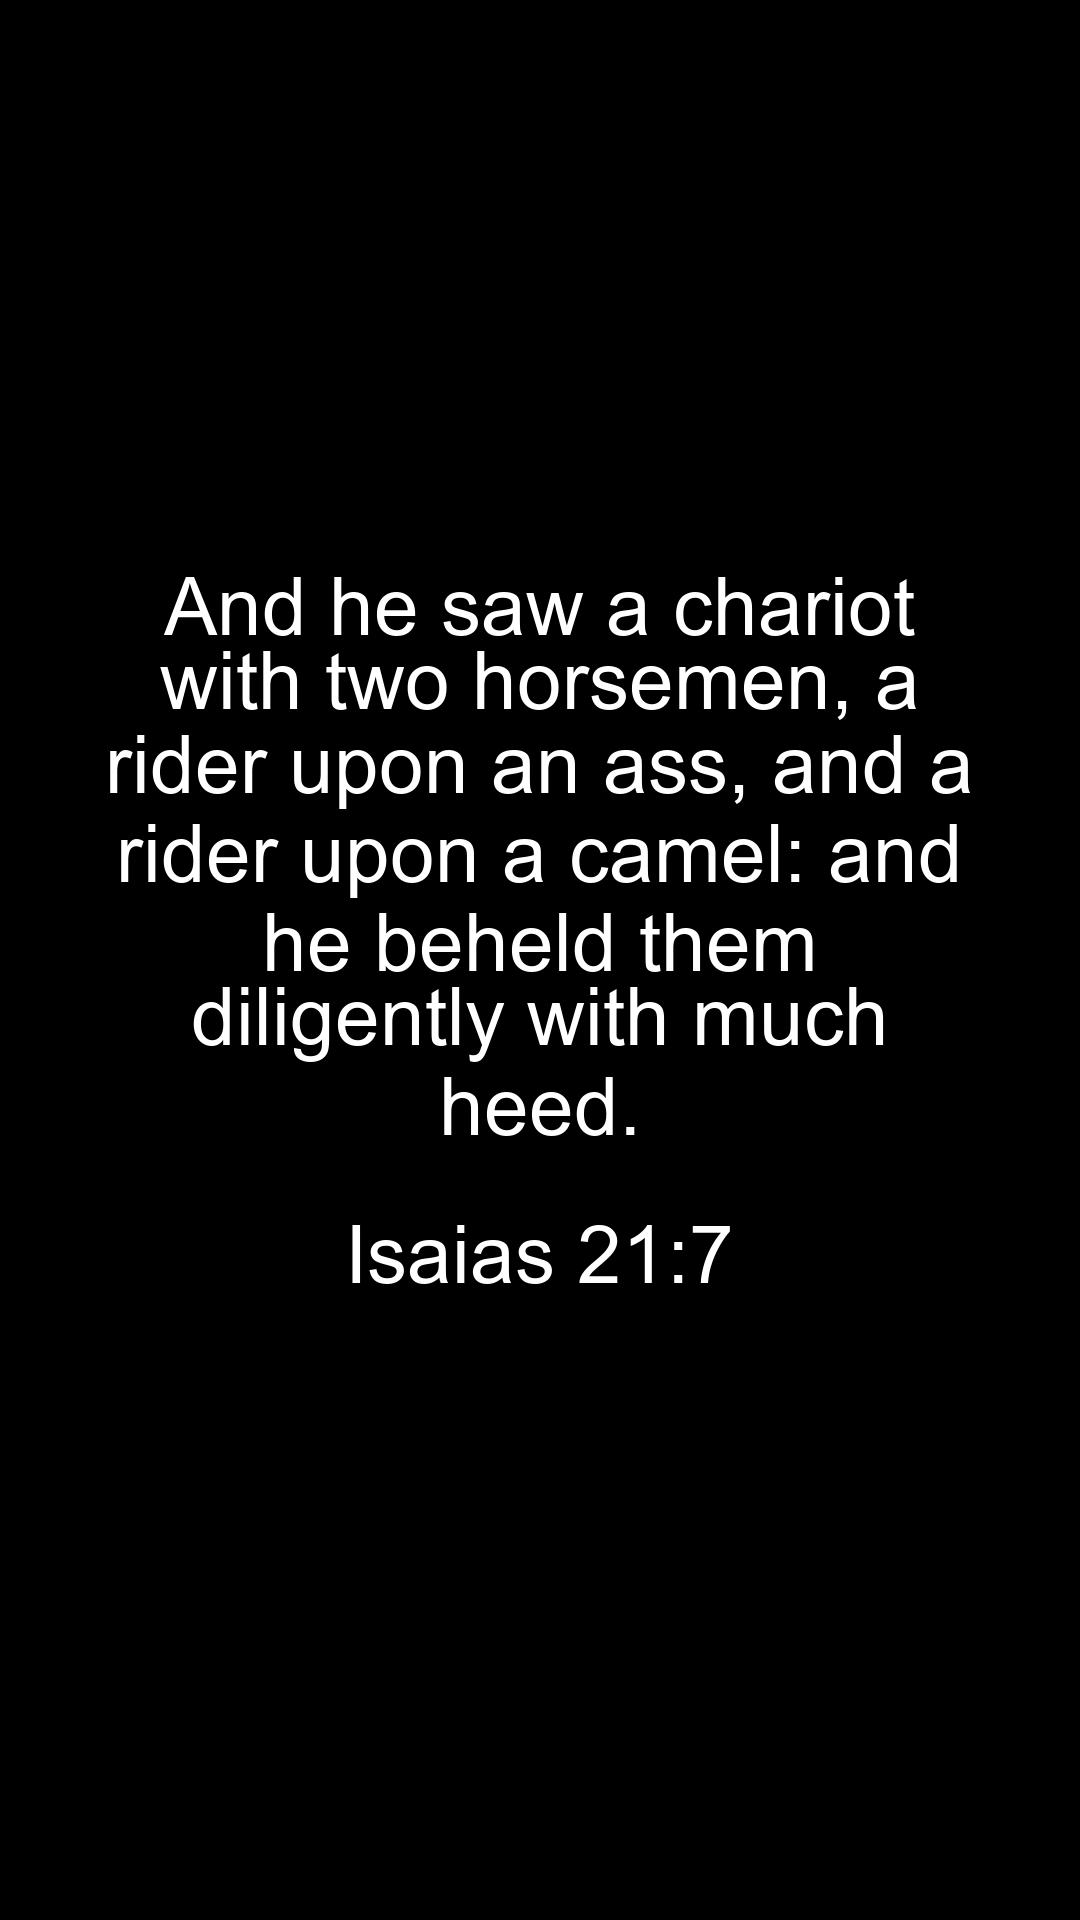 And he saw a chariot
with two horsemen, a
rider upon an ass, and a
rider upon a camel: and
he beheld them
diligently with much
heed.
Isaias 21:7